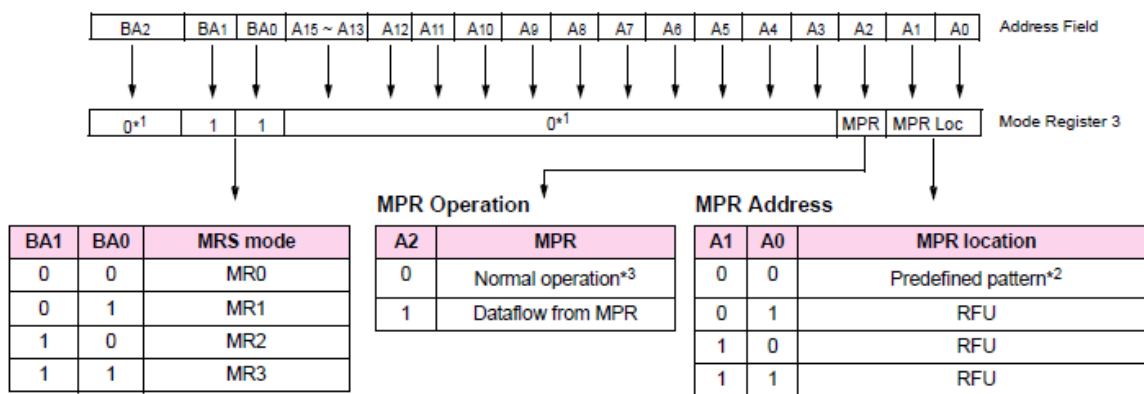 BA2 BA1 BA0 A15 ~ A13 A12 A11 A10 A9 A8 A7 A6 A5 A4 A3 A2 A1 A0 Address Field
0*1 1 1 0*1 MPR MPR Loc Mode Register 3
MPR Operation
MPR Address
BA1 BA0 MRS mode
0 0 MR0
0 1 MR1
1 0 MR2
1 1 MR3
A2 MPR
0 Normal operation*3
1 Dataflow from MPR
A1 A0 MPR location
0 0 Predefined pattern*2
0 1 RFU
1 0 RFU
1 1 RFU